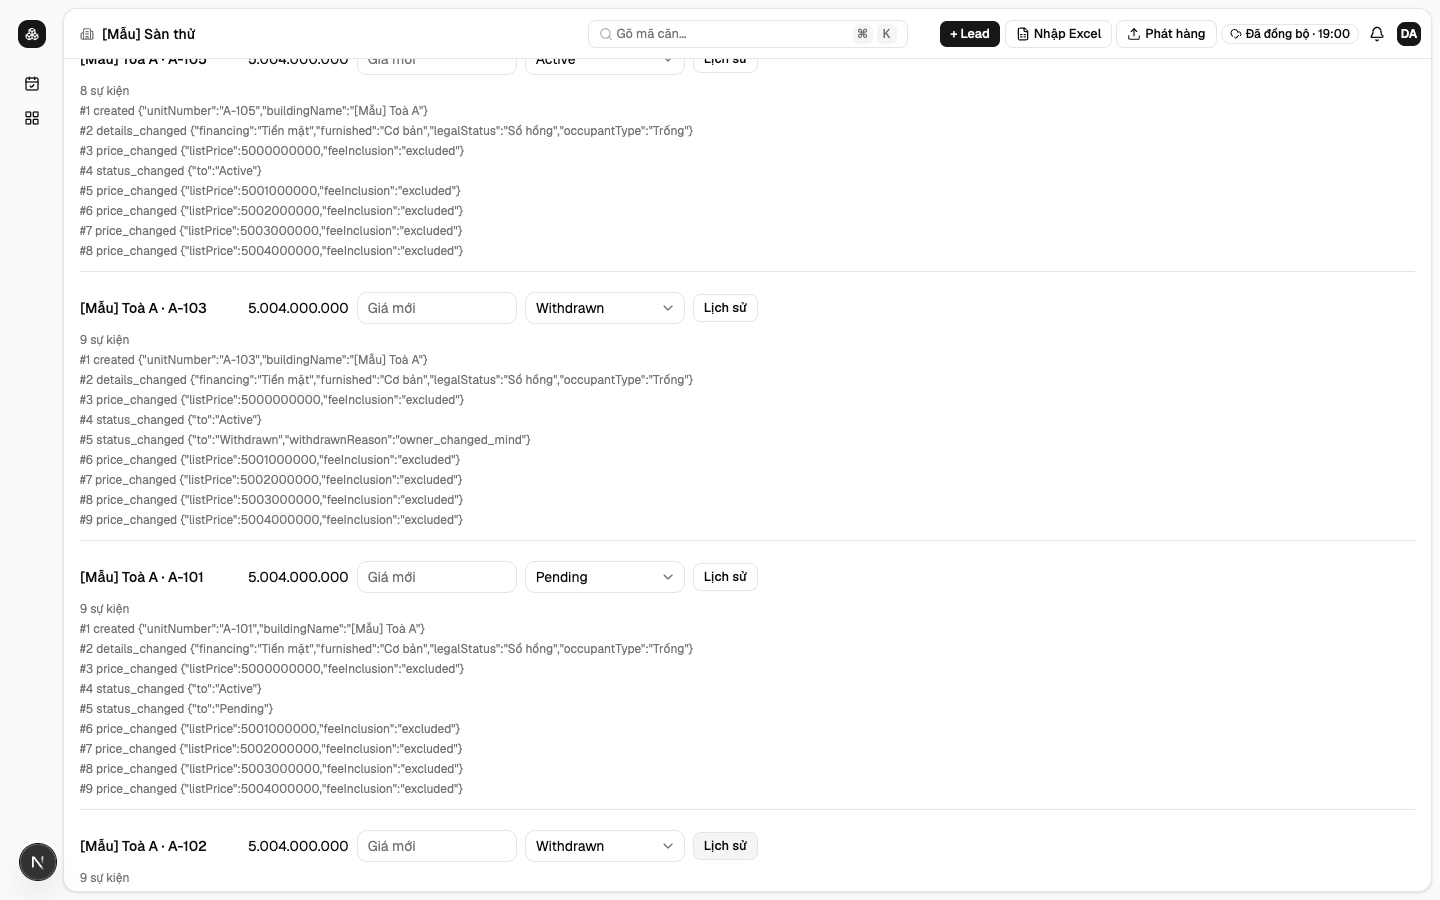 [Mẫu] Sàn thử
Gõ mã căn...
⌘ K
+ Lead
Nhập Excel
Phát hàng
Đã đồng bộ · 19:00
DA
[Mẫu] Toà A · A-105 5.004.000.000 Giá mới Active Lịch sử
8 sự kiện
#1 created {"unitNumber":"A-105","buildingName":"[Mẫu] Toà A"}
#2 details_changed {"financing":"Tiền mặt","furnished":"Cơ bản","legalStatus":"Sổ hồng","occupantType":"Trống"}
#3 price_changed {"listPrice":5000000000,"feeInclusion":"excluded"}
#4 status_changed {"to":"Active"}
#5 price_changed {"listPrice":5001000000,"feeInclusion":"excluded"}
#6 price_changed {"listPrice":5002000000,"feeInclusion":"excluded"}
#7 price_changed {"listPrice":5003000000,"feeInclusion":"excluded"}
#8 price_changed {"listPrice":5004000000,"feeInclusion":"excluded"}
[Mẫu] Toà A · A-103 5.004.000.000 Giá mới Withdrawn Lịch sử
9 sự kiện
#1 created {"unitNumber":"A-103","buildingName":"[Mẫu] Toà A"}
#2 details_changed {"financing":"Tiền mặt","furnished":"Cơ bản","legalStatus":"Sổ hồng","occupantType":"Trống"}
#3 price_changed {"listPrice":5000000000,"feeInclusion":"excluded"}
#4 status_changed {"to":"Active"}
#5 status_changed {"to":"Withdrawn","withdrawnReason":"owner_changed_mind"}
#6 price_changed {"listPrice":5001000000,"feeInclusion":"excluded"}
#7 price_changed {"listPrice":5002000000,"feeInclusion":"excluded"}
#8 price_changed {"listPrice":5003000000,"feeInclusion":"excluded"}
#9 price_changed {"listPrice":5004000000,"feeInclusion":"excluded"}
[Mẫu] Toà A · A-101 5.004.000.000 Giá mới Pending Lịch sử
9 sự kiện
#1 created {"unitNumber":"A-101","buildingName":"[Mẫu] Toà A"}
#2 details_changed {"financing":"Tiền mặt","furnished":"Cơ bản","legalStatus":"Sổ hồng","occupantType":"Trống"}
#3 price_changed {"listPrice":5000000000,"feeInclusion":"excluded"}
#4 status_changed {"to":"Active"}
#5 status_changed {"to":"Pending"}
#6 price_changed {"listPrice":5001000000,"feeInclusion":"excluded"}
#7 price_changed {"listPrice":5002000000,"feeInclusion":"excluded"}
#8 price_changed {"listPrice":5003000000,"feeInclusion":"excluded"}
#9 price_changed {"listPrice":5004000000,"feeInclusion":"excluded"}
[Mẫu] Toà A · A-102 5.004.000.000 Giá mới Withdrawn Lịch sử
9 sự kiện
N